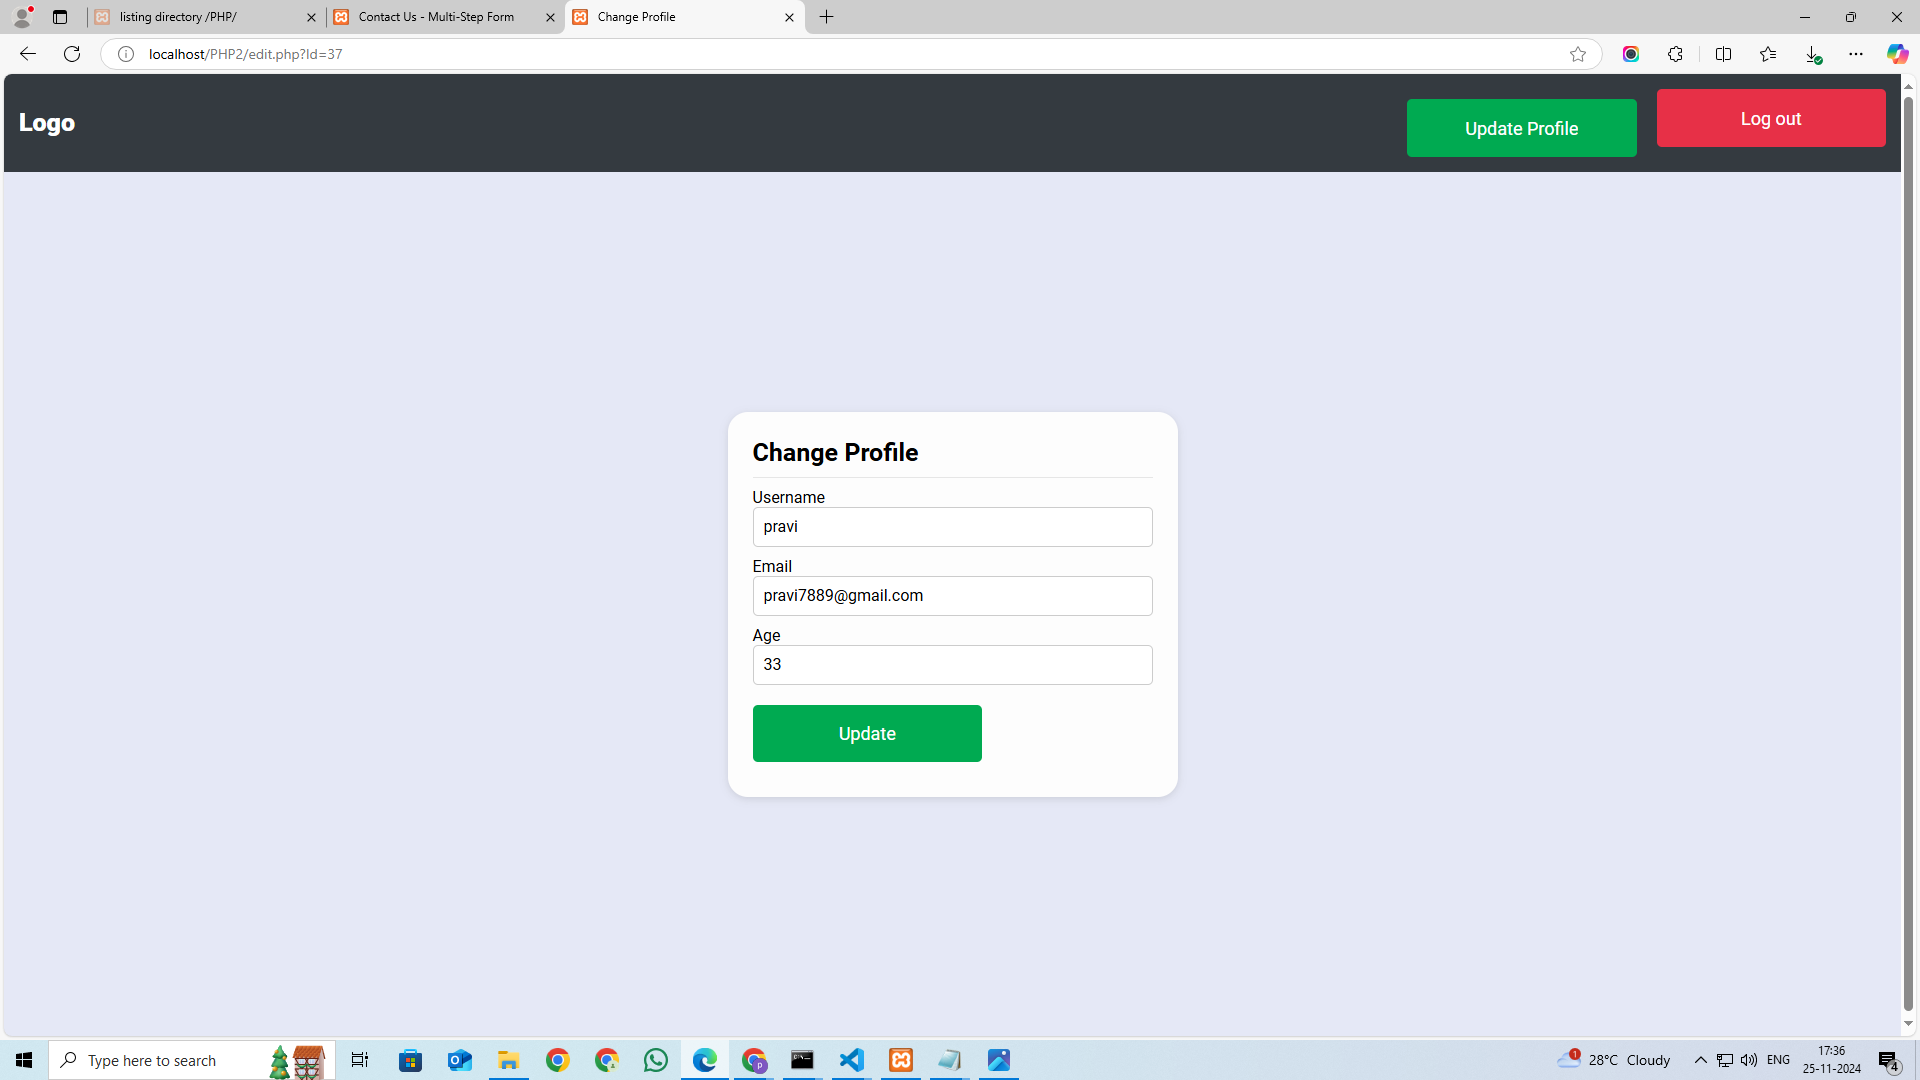 listing directory /PHP/
Contact Us - Multi-Step Form
Change Profile
localhost/PHP2/edit.php?Id=37
Logo
Update Profile
Log out
Change Profile
Username
pravi
Email
pravi7889@gmail.com
Age
33
Update
Type here to search
1
28°C Cloudy
ENG
17:36
25-11-2024
4